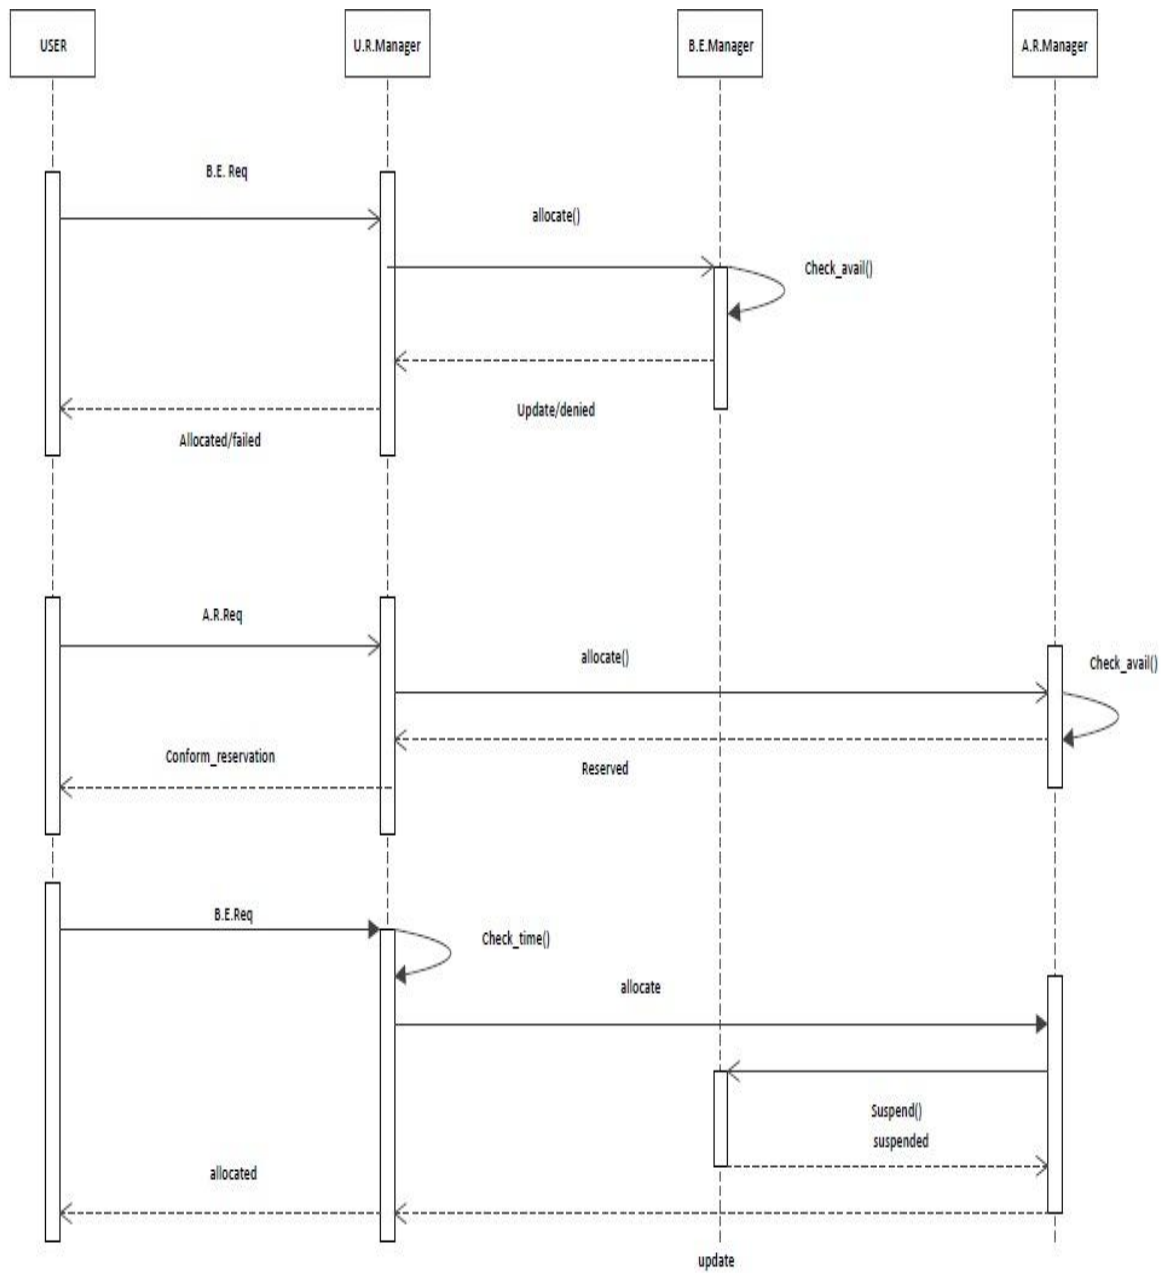 USER
U.R.Manager
B.E.Manager
A.R.Manager
B.E. Req
allocate()
Check_avail()
Update/denied
Allocated/failed
A.R.Req
allocate()
Check_avail()
Conform_reservation
Reserved
B.E.Req
Check_time()
allocate
Suspend()
suspended
allocated
update